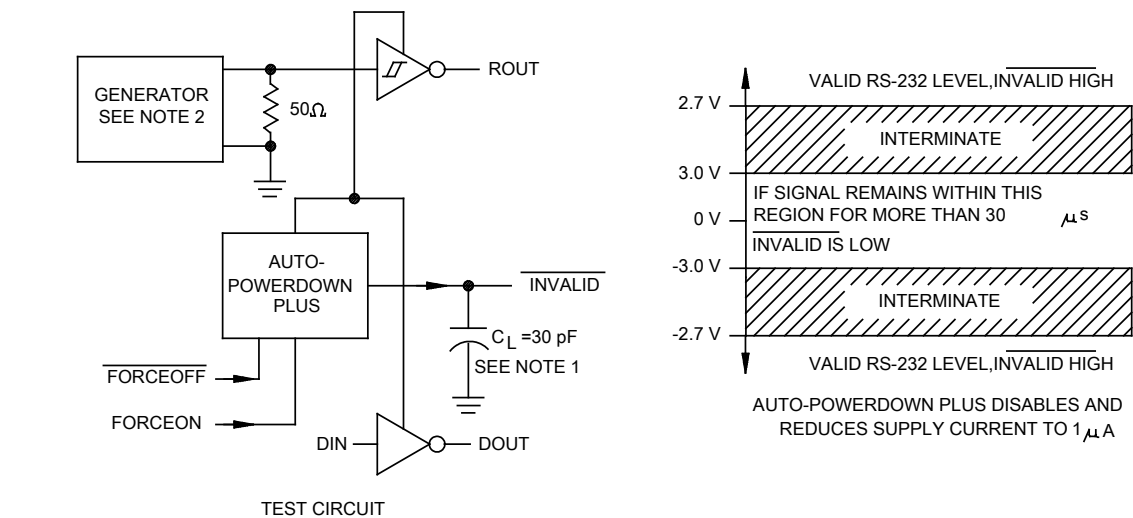 GENERATOR
SEE NOTE 2
50Ω
ROUT
AUTO-
POWERDOWN
PLUS
INVALID
C_L =30 pF
SEE NOTE 1
FORCEOFF
FORCEON
DIN
DOUT
TEST CIRCUIT
VALID RS-232 LEVEL,INVALID HIGH
2.7 V
INTERMINATE
3.0 V
IF SIGNAL REMAINS WITHIN THIS
0 V
REGION FOR MORE THAN 30 μs
INVALID IS LOW
-3.0 V
INTERMINATE
-2.7 V
VALID RS-232 LEVEL,INVALID HIGH
AUTO-POWERDOWN PLUS DISABLES AND
REDUCES SUPPLY CURRENT TO 1 μA